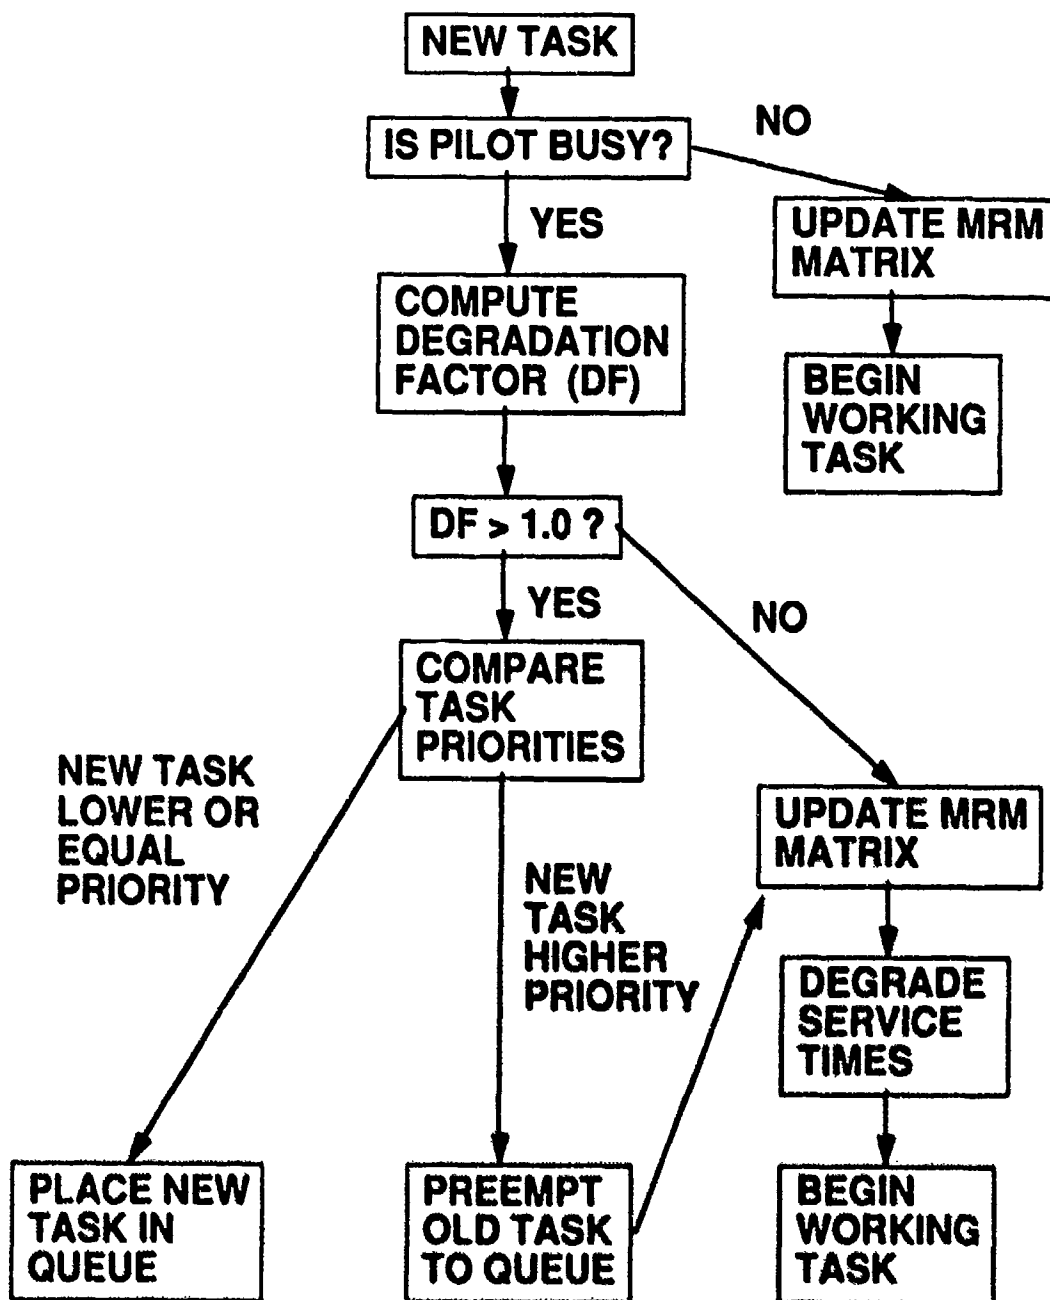 NEW TASK
IS PILOT BUSY?
NO
YES
UPDATE MRM
MATRIX
COMPUTE
DEGRADATION
FACTOR (DF)
BEGIN
WORKING
TASK
DF > 1.0 ?
YES
NO
COMPARE
TASK
PRIORITIES
NEW TASK
LOWER OR
EQUAL
PRIORITY
UPDATE MRM
MATRIX
NEW
TASK
HIGHER
PRIORITY
DEGRADE
SERVICE
TIMES
PLACE NEW
TASK IN
QUEUE
PREEMPT
OLD TASK
TO QUEUE
BEGIN
WORKING
TASK